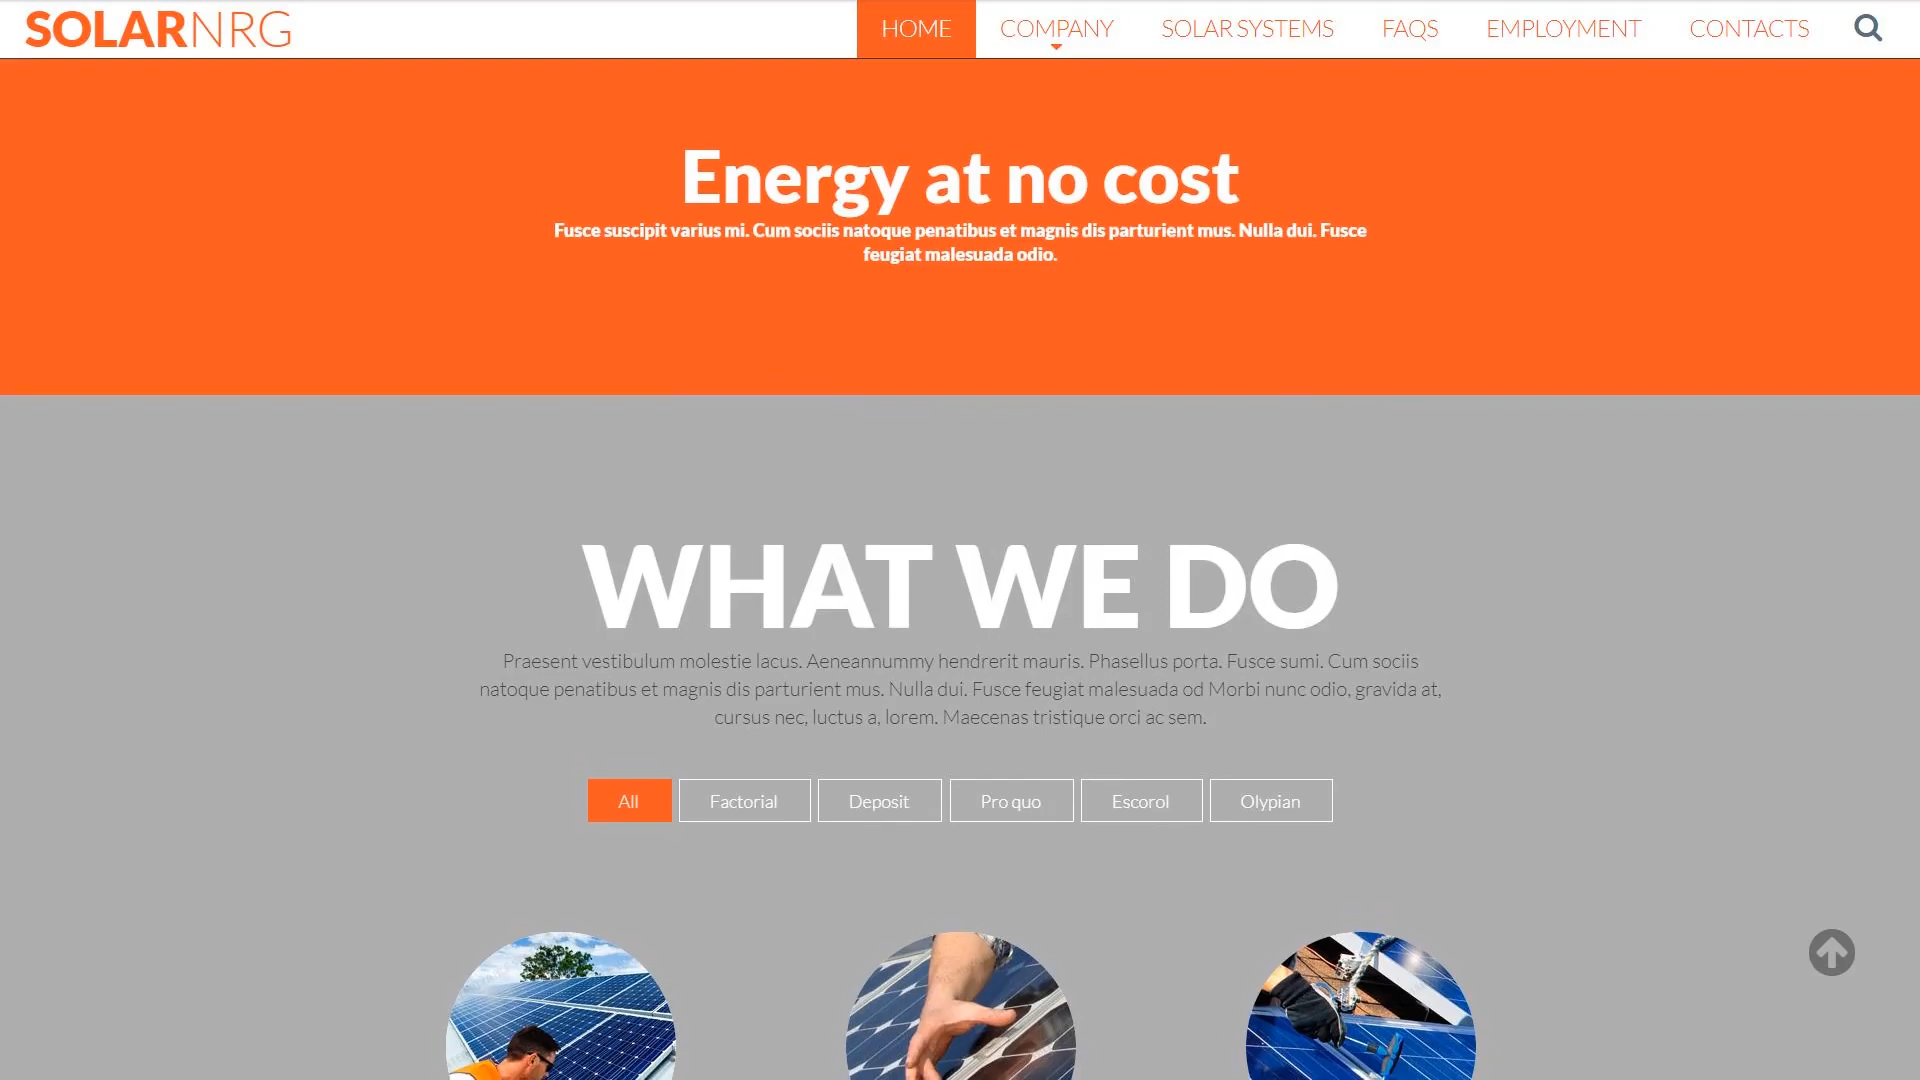 SOLARNRG
HOME
COMPANY
SOLAR SYSTEMS
FAQS
EMPLOYMENT
CONTACTS
Energy at no cost
Fusce suscipit varius mi. Cum sociis natoque penatibus et magnis dis parturient mus. Nulla dui. Fusce
feugiat malesuada odio.
WHAT WE DO
Praesent vestibulum molestie lacus. Aeneannummy hendrerit mauris. Phasellus porta. Fusce sumi. Cum sociis
natoque penatibus et magnis dis parturient mus. Nulla dui. Fusce feugiat malesuada od Morbi nunc odio, gravida at,
cursus nec, luctus a, lorem. Maecenas tristique orci ac sem.
All
Factorial
Deposit
Pro quo
Escorol
Olypian